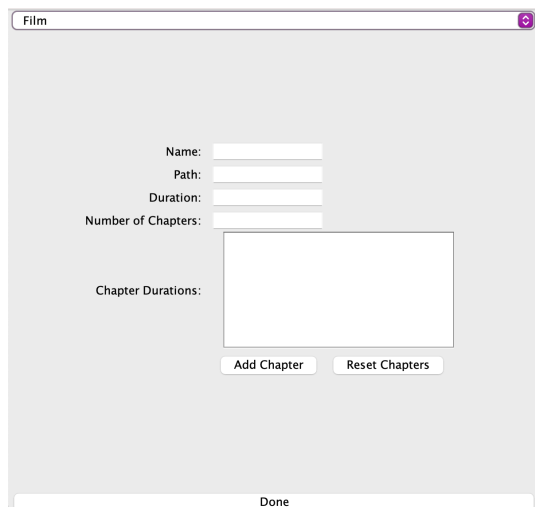 Film
Name:
Path:
Duration:
Number of Chapters:
Chapter Durations:
Add Chapter Reset Chapters
Done